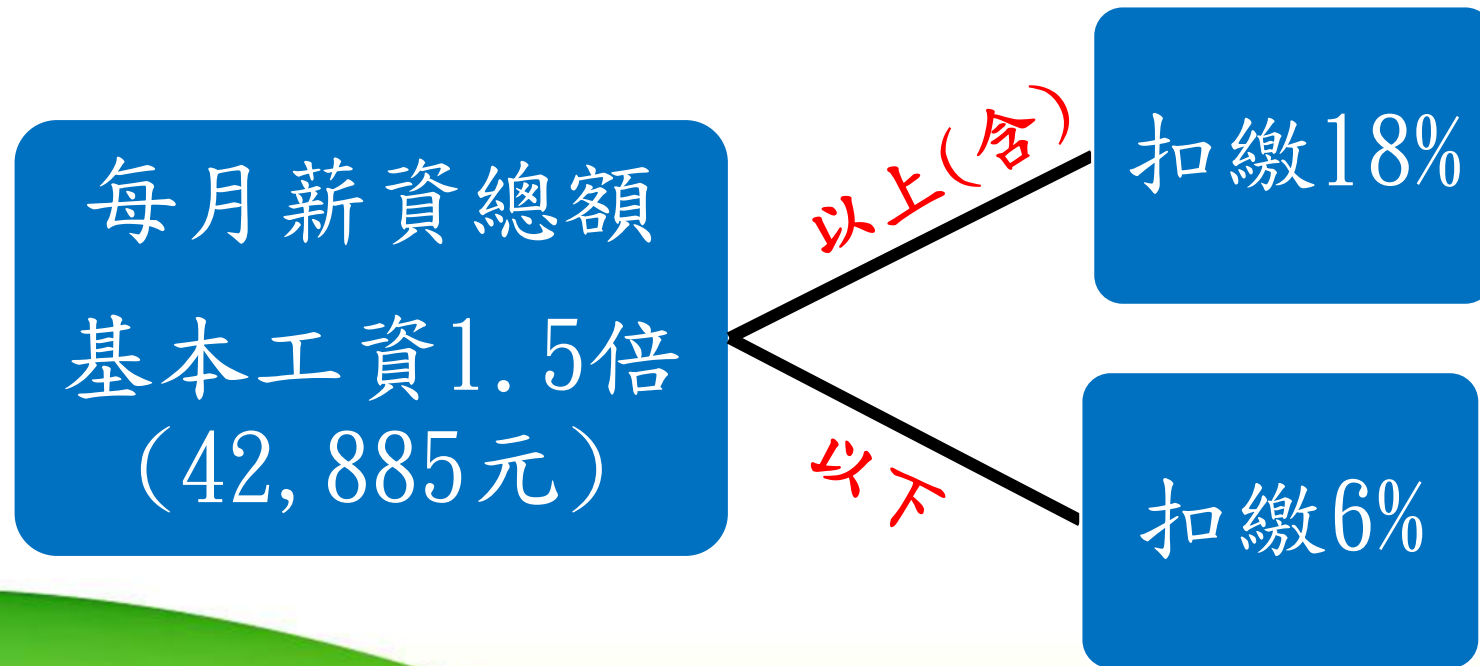 每月薪資總額
基本工資1.5倍
(42,885元)
以上(含)
扣繳18%
以下
扣繳6%